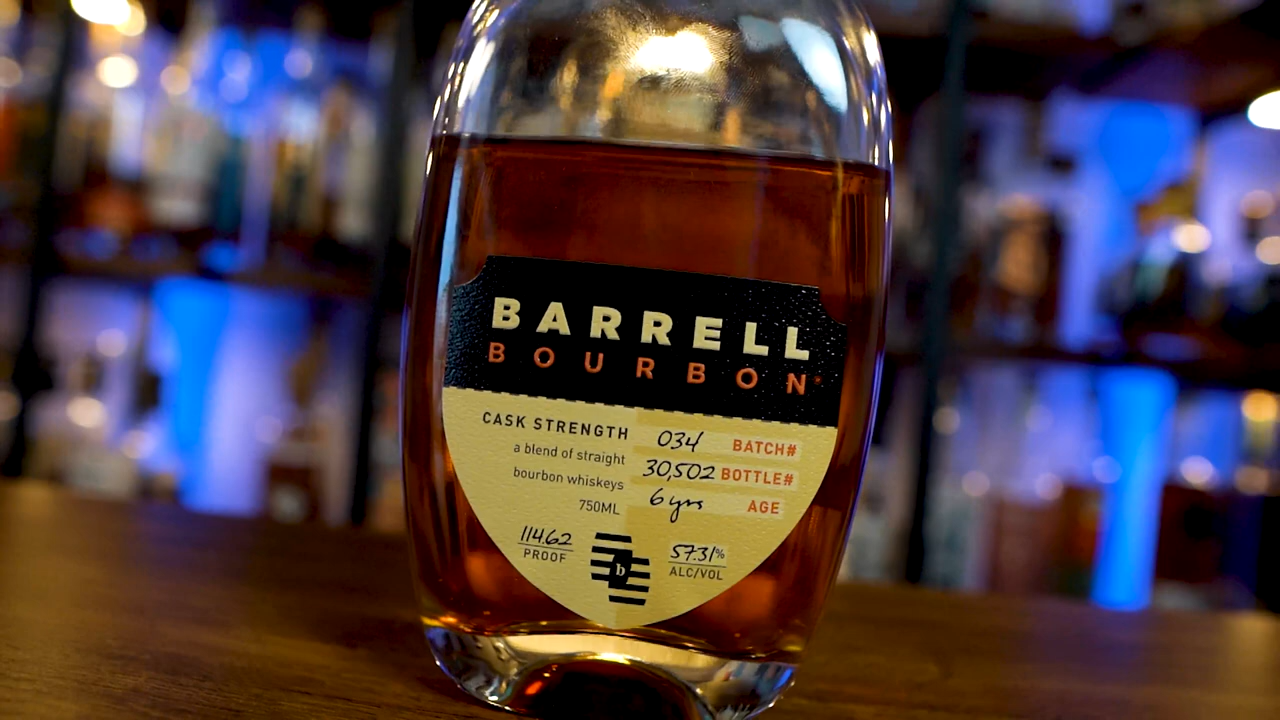 BARRELL
BOURBON
CASK STRENGTH
a blend of straight
bourbon whiskeys
750ML
034 BATCH#
30,502 BOTTLE#
6 yrs AGE
114.62
PROOF
b
57.31%
ALC/VOL